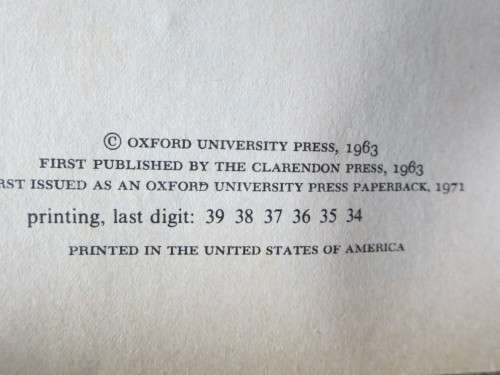 © OXFORD UNIVERSITY PRESS, 1963
FIRST PUBLISHED BY THE CLARENDON PRESS, 1963
RST ISSUED AS AN OXFORD UNIVERSITY PRESS PAPERBACK, 1971
printing, last digit: 39 38 37 36 35 34
PRINTED IN THE UNITED STATES OF AMERICA